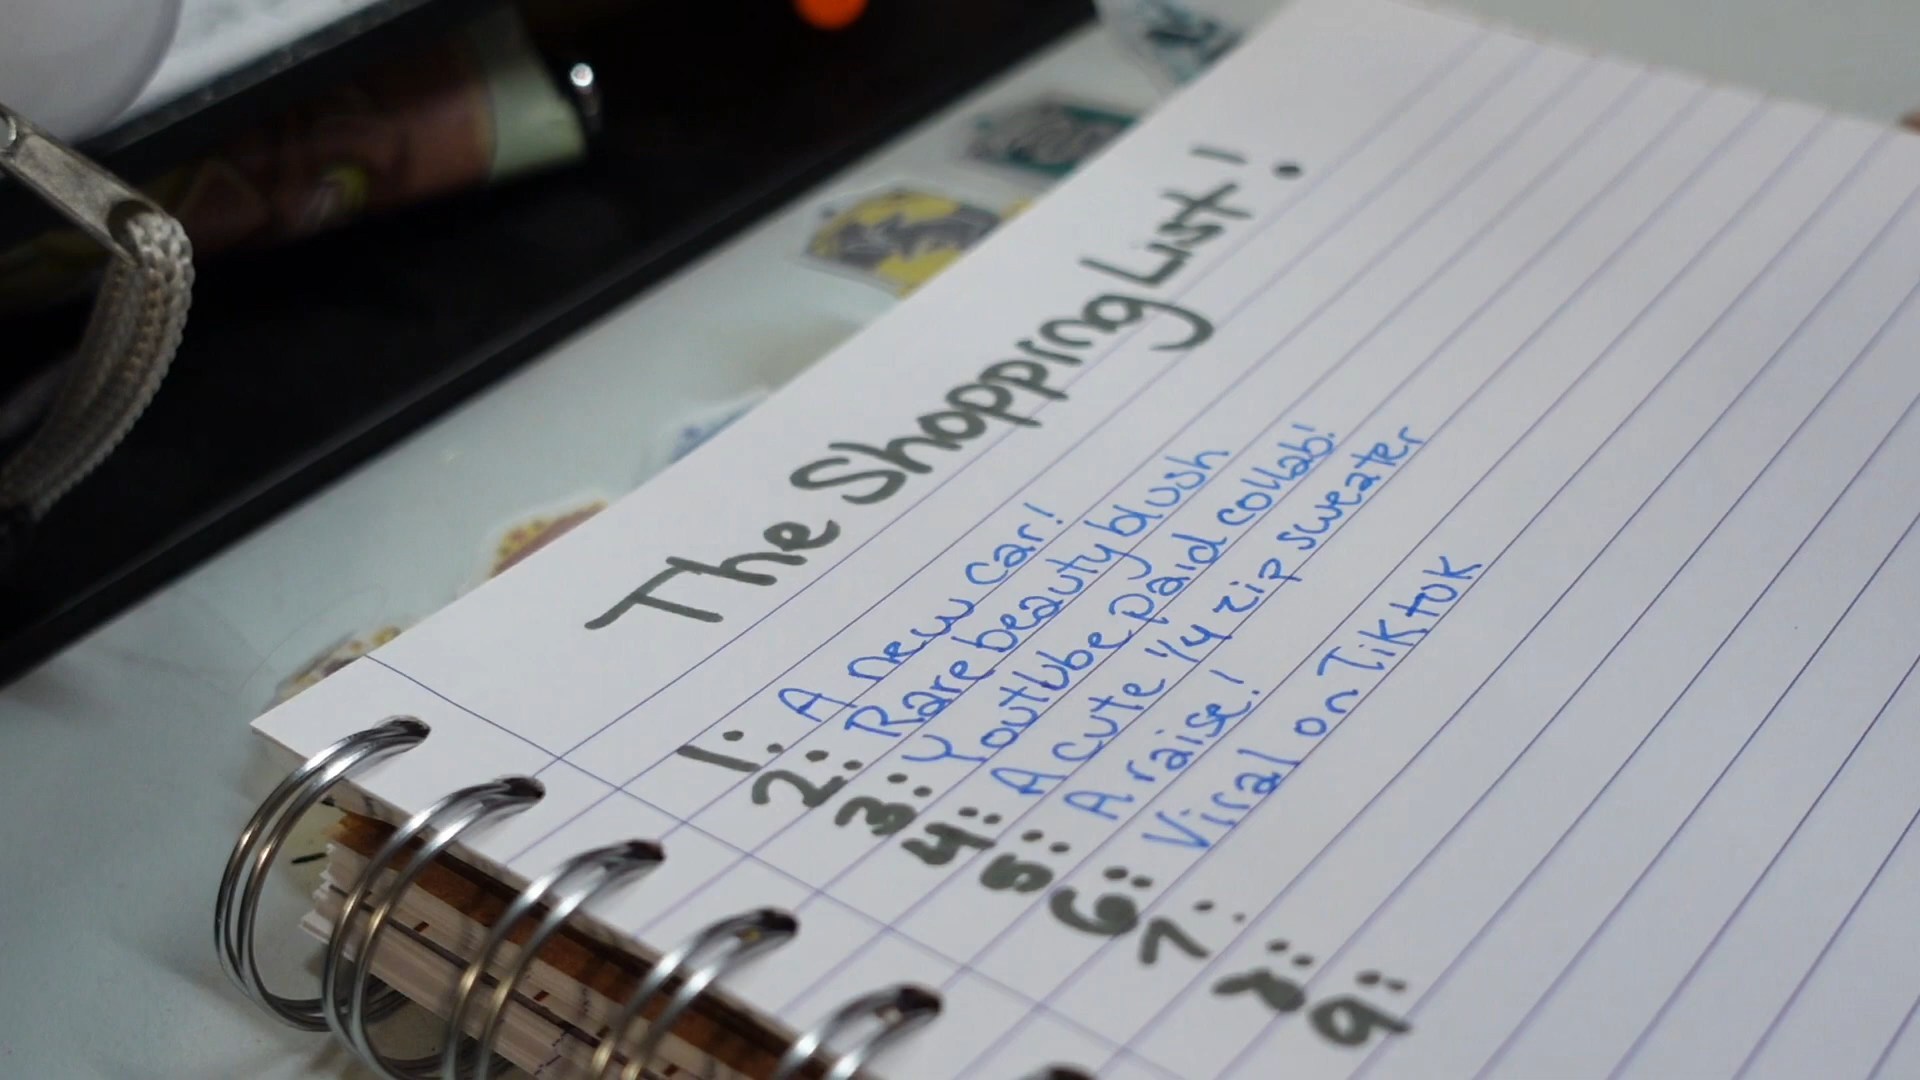 The Shopping List!
1: A new car!
2: Rare beauty blush
3: Youtube paid collab!
4: A cute 1/4 zip sweater
5: A raise!
6: Viral on TikTok
7:
8:
9: